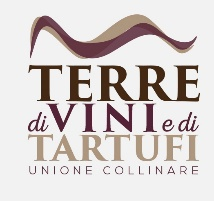 TERRE
di VINI e di
TARTUFI
UNIONE COLLINARE